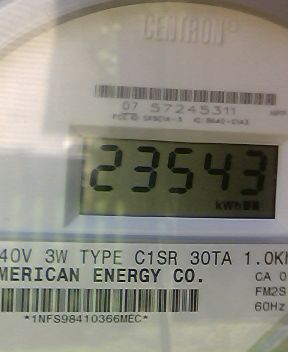 CENTRON®
07 57245311
23543
kWh
40V 3W TYPE C1SR 30TA 1.0K
MERICAN ENERGY CO.
CA 0
FM2S
60Hz
*1NFS98410366MEC*